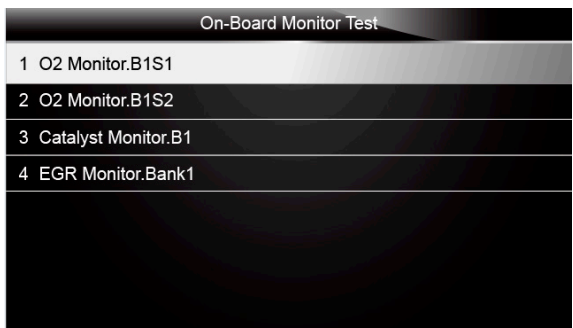 On-Board Monitor Test
1 O2 Monitor.B1S1
2 O2 Monitor.B1S2
3 Catalyst Monitor.B1
4 EGR Monitor.Bank1